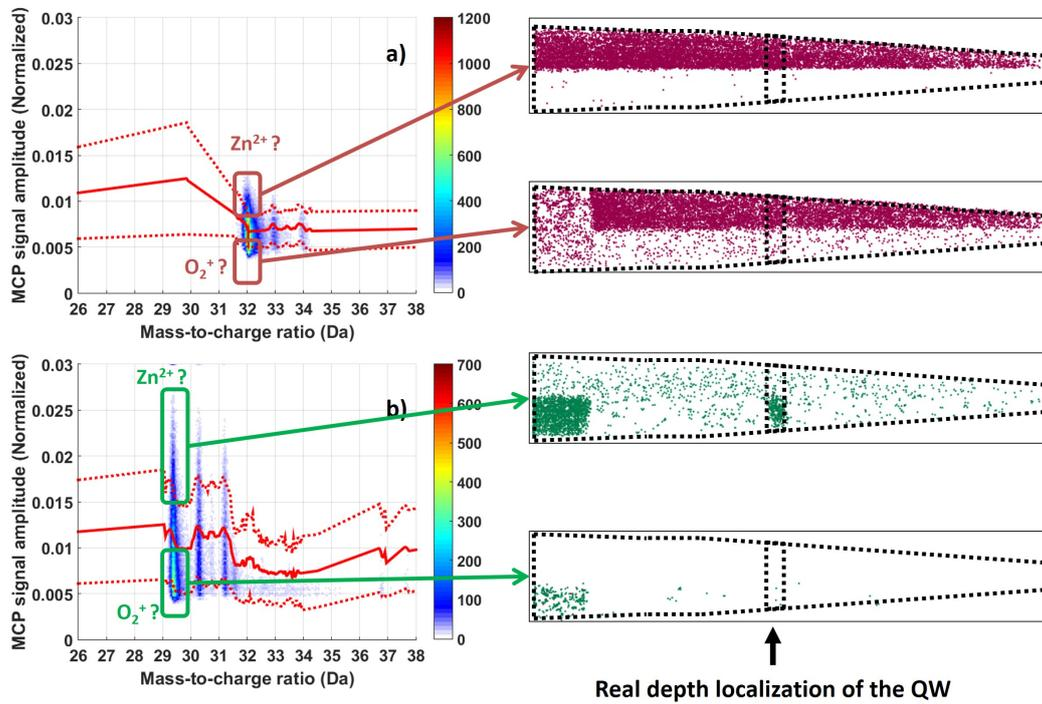 MCP signal amplitude (Normalized)
0.03
0.025
0.02
0.015
0.01
0.005
0
a)
Zn2+ ?
O2+ ?
26 27 28 29 30 31 32 33 34 35 36 37 38
Mass-to-charge ratio (Da)
1200
1000
800
600
400
200
0
MCP signal amplitude (Normalized)
0.03
0.025
0.02
0.015
0.01
0.005
0
Zn2+ ?
b)
O2+ ?
26 27 28 29 30 31 32 33 34 35 36 37 38
Mass-to-charge ratio (Da)
700
600
500
400
300
200
100
0
Real depth localization of the QW